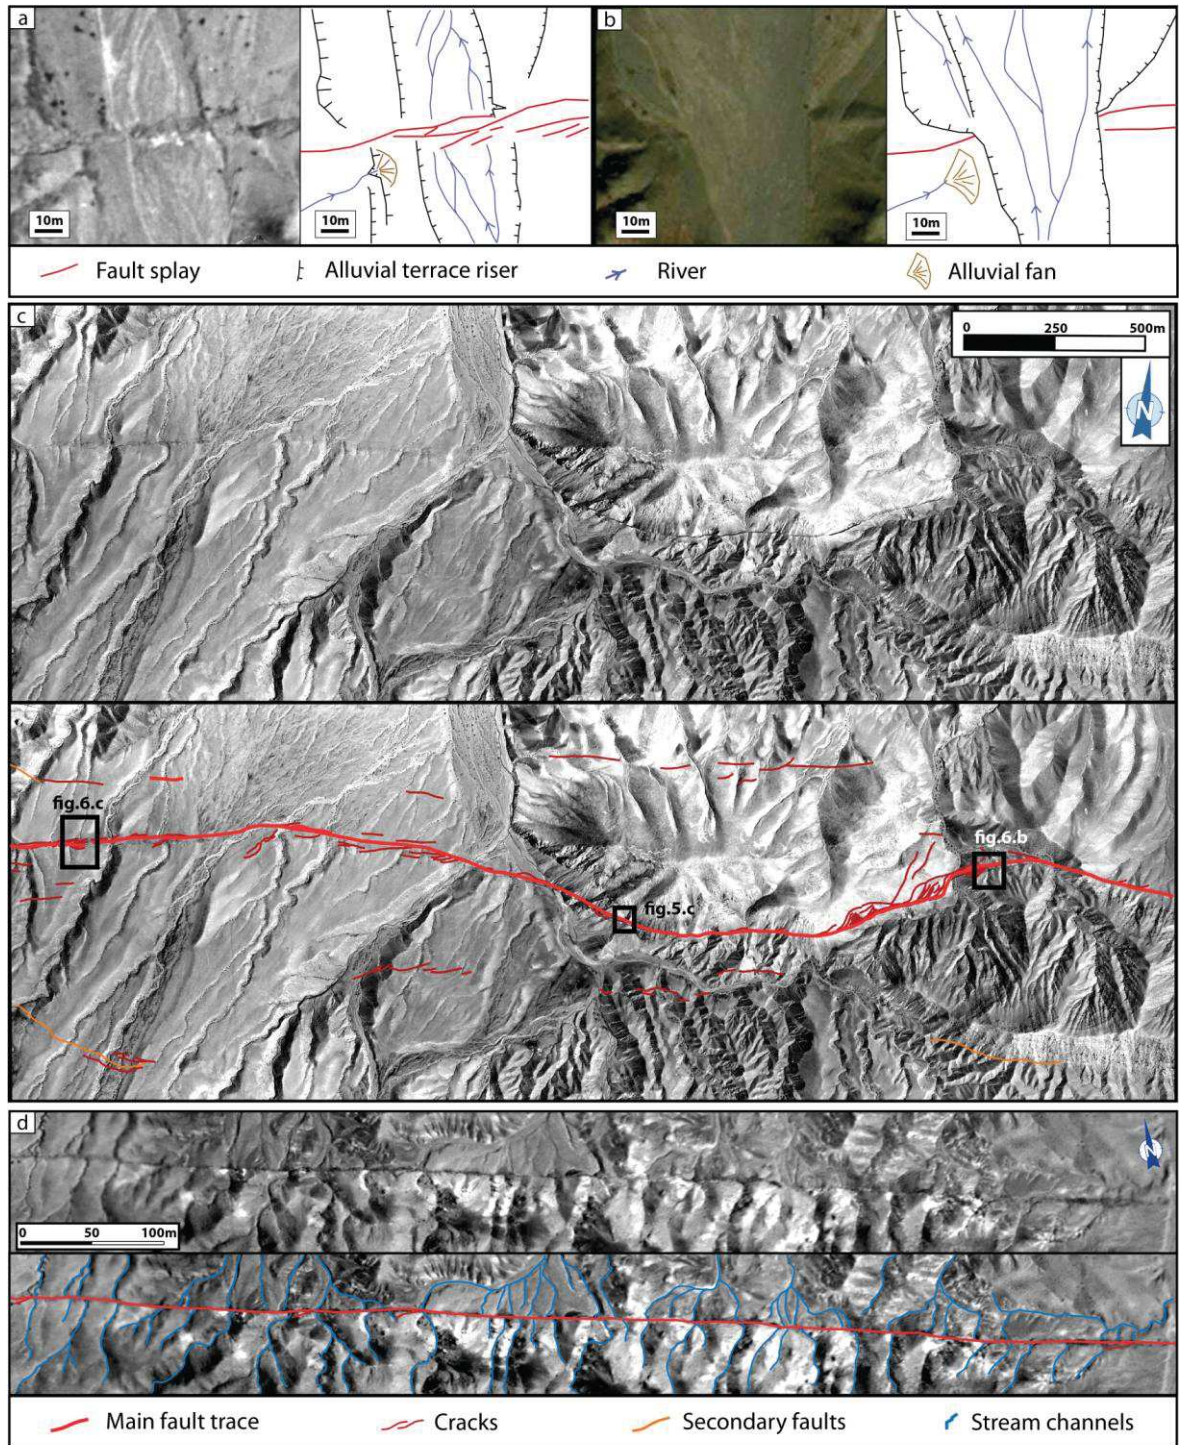 a
b
10m
10m
10m
10m
Fault splay
Alluvial terrace riser
River
Alluvial fan
c
0 250 500m
N
fig.6.c
fig.6.b
fig.5.c
d
N
0 50 100m
Main fault trace
Cracks
Secondary faults
Stream channels